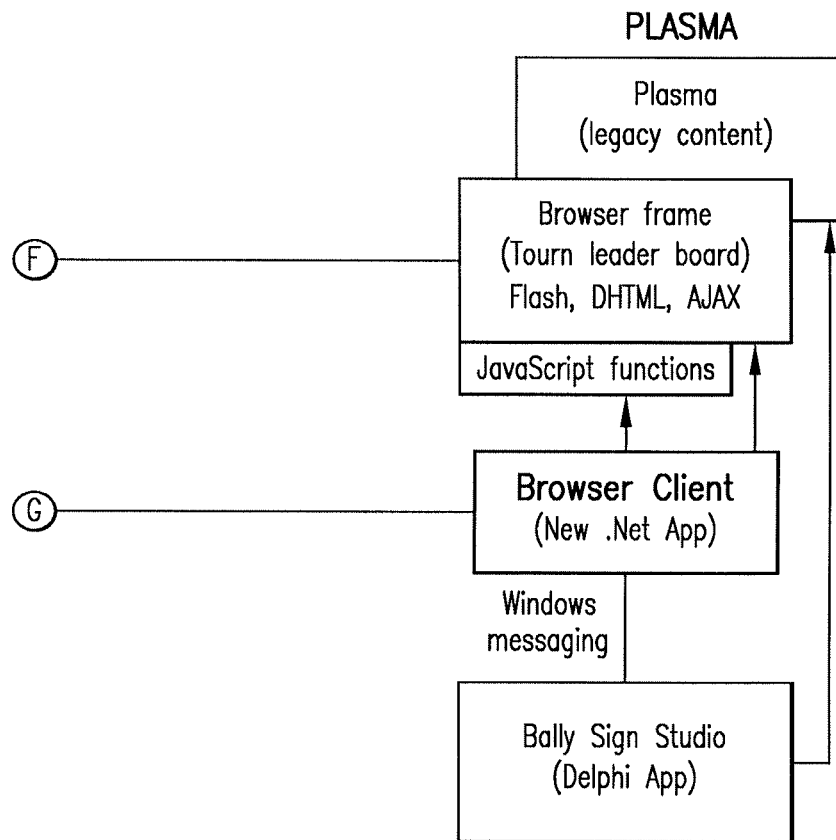 PLASMA
Plasma
(legacy content)
Browser frame
(Tourn leader board)
Flash, DHTML, AJAX
F
JavaScript functions
Browser Client
(New .Net App)
G
Windows
messaging
Bally Sign Studio
(Delphi App)